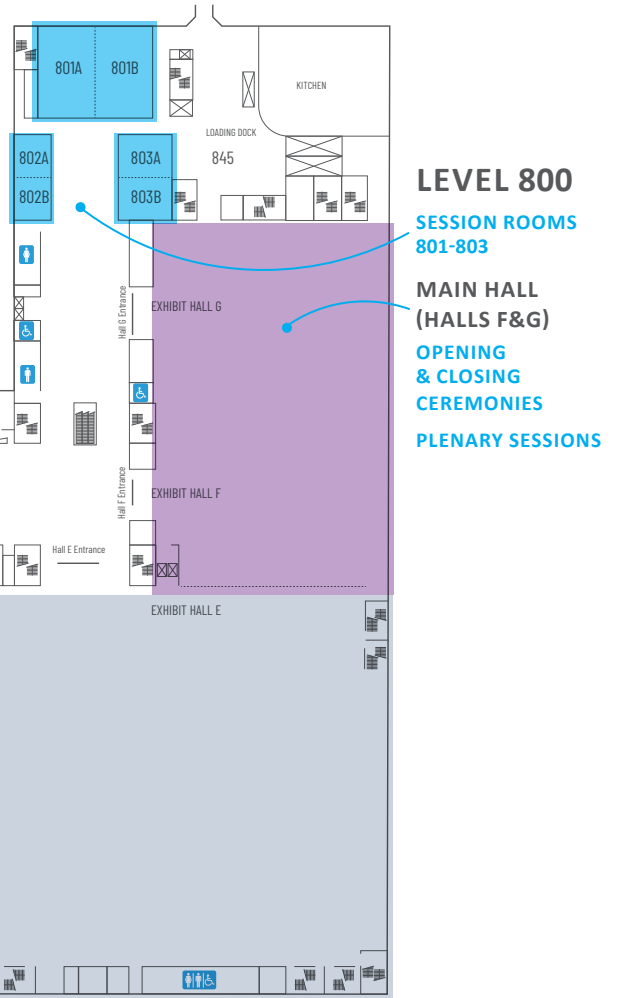 801A
801B
KITCHEN
LOADING DOCK
802A
803A
845
802B
803B
LEVEL 800
SESSION ROOMS
801-803
MAIN HALL
(HALLS F&G)
OPENING
& CLOSING
CEREMONIES
PLENARY SESSIONS
Hall G Entrance
EXHIBIT HALL G
Hall F Entrance
EXHIBIT HALL F
Hall E Entrance
EXHIBIT HALL E